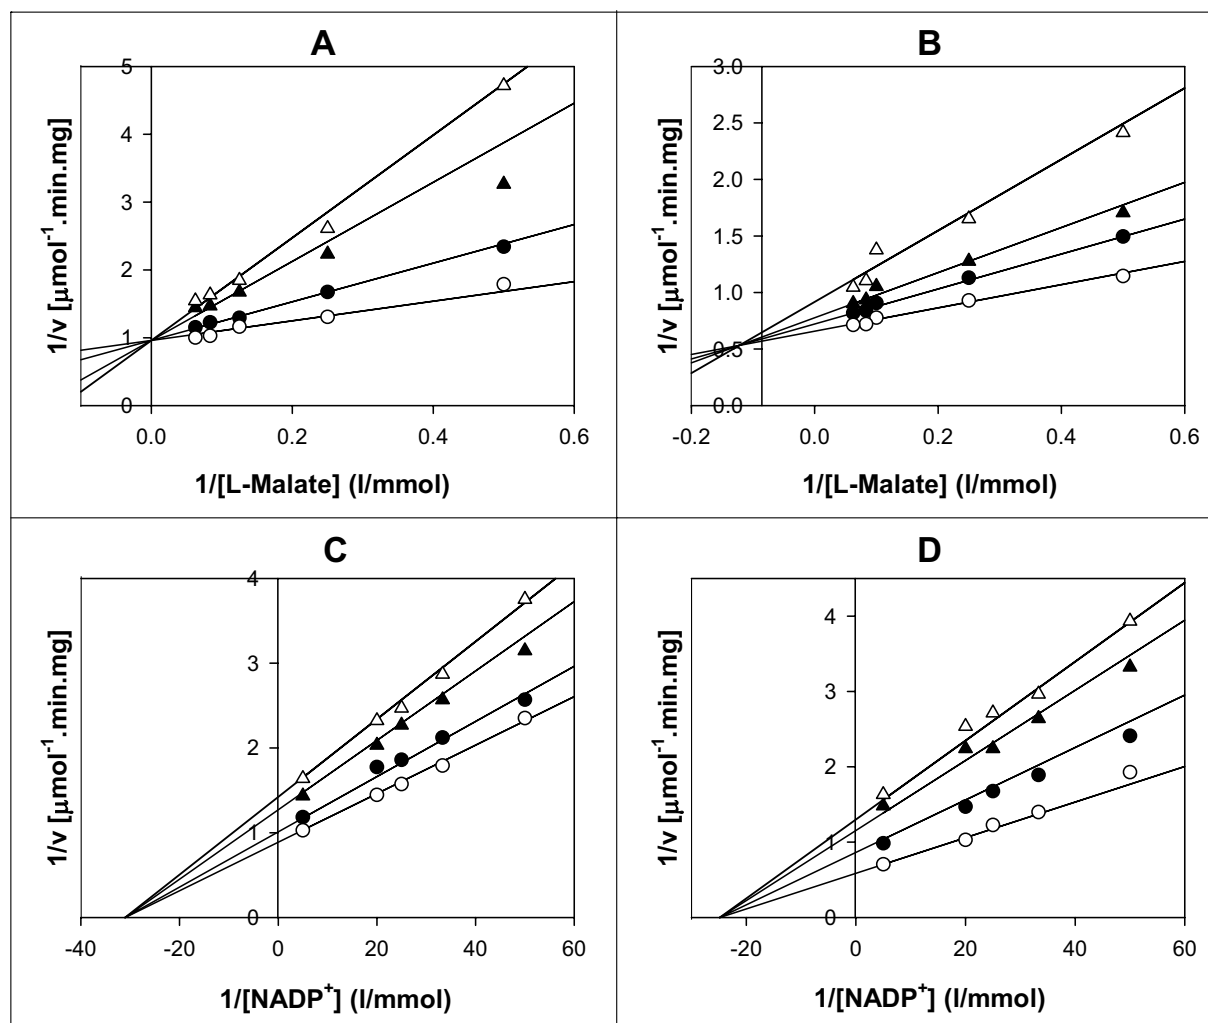 A
5
4
3
2
1
0
1/v [μmol⁻¹.min.mg]
0.0 0.2 0.4 0.6
1/[L-Malate] (l/mmol)
B
3.0
2.5
2.0
1.5
1.0
0.5
0.0
1/v [μmol⁻¹.min.mg]
-0.2 0.0 0.2 0.4 0.6
1/[L-Malate] (l/mmol)
C
4
3
2
1
0
1/v [μmol⁻¹.min.mg]
-40 -20 0 20 40 60
1/[NADP⁺] (l/mmol)
D
4
3
2
1
0
1/v [μmol⁻¹.min.mg]
-20 0 20 40 60
1/[NADP⁺] (l/mmol)